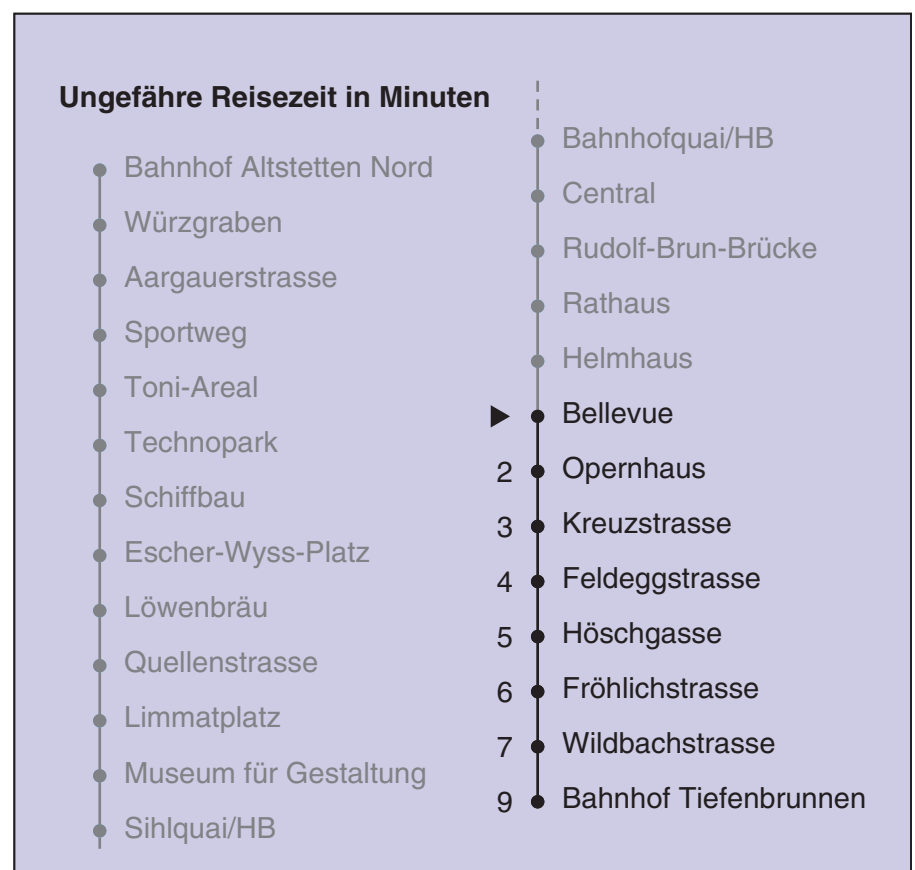 Ungefähre Reisezeit in Minuten
Bahnhof Altstetten Nord
Würzgraben
Aargauerstrasse
Sportweg
Toni-Areal
Technopark
Schiffbau
Escher-Wyss-Platz
Löwenbräu
Quellenstrasse
Limmatplatz
Museum für Gestaltung
Sihlquai/HB
Bahnhofquai/HB
Central
Rudolf-Brun-Brücke
Rathaus
Helmhaus
Bellevue
2 Opernhaus
3 Kreuzstrasse
4 Feldeggstrasse
5 Höschgasse
6 Fröhlichstrasse
7 Wildbachstrasse
9 Bahnhof Tiefenbrunnen